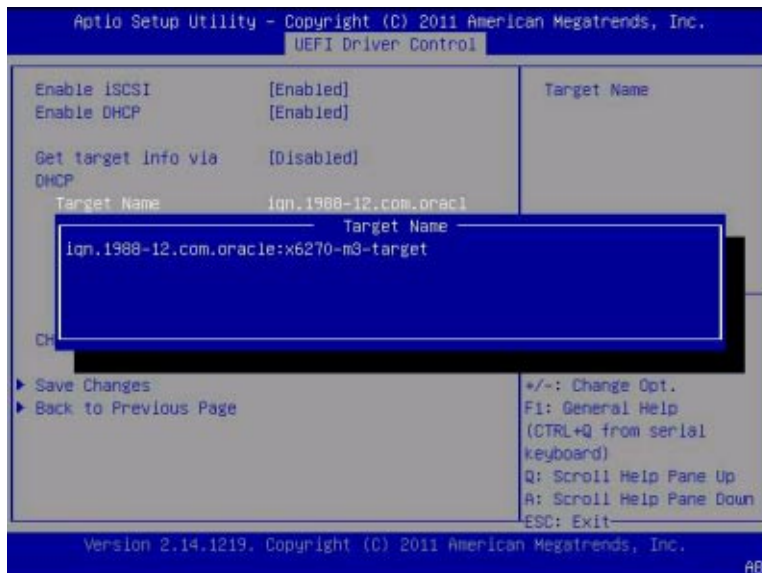 Aptio Setup Utility - Copyright (C) 2011 American Megatrends, Inc.
UEFI Driver Control
Enable iSCSI [Enabled]
Enable DHCP [Enabled]
Get target info via [Disabled]
DHCP
Target Name iqn.1988-12.com.oracl
Target Name
Target Name
iqn.1988-12.com.oracle:x6270-m3-target
CH
Save Changes
Back to Previous Page
+/-: Change Opt.
F1: General Help
(CTRL+Q from serial
keyboard)
Q: Scroll Help Pane Up
A: Scroll Help Pane Down
ESC: Exit
Version 2.14.1219. Copyright (C) 2011 American Megatrends, Inc.
AB